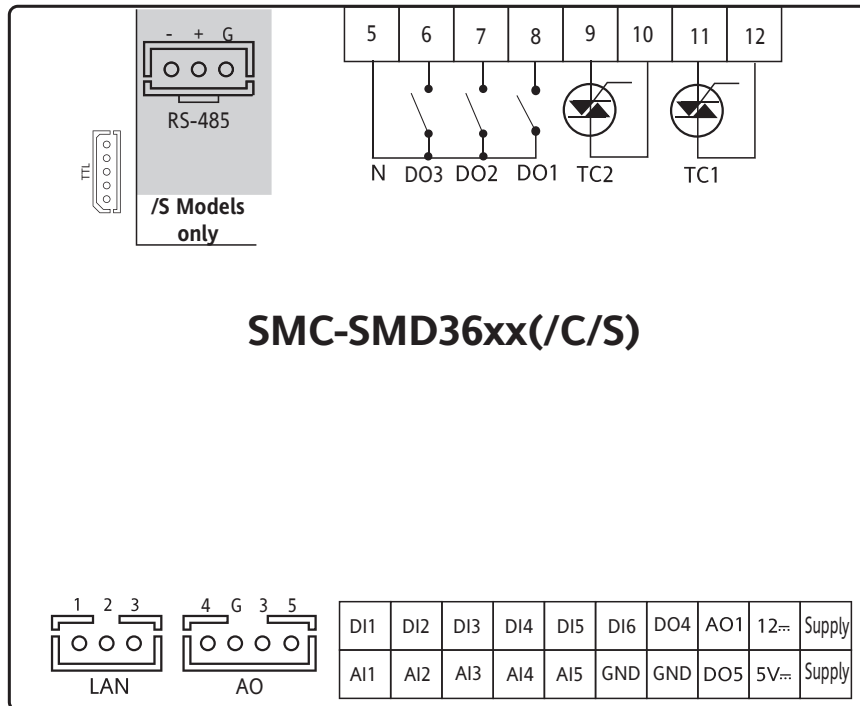 - + G
RS-485
TTL
/S Models
only
5 6 7 8 9 10 11 12
N DO3 DO2 DO1 TC2 TC1
SMC-SMD36xx(/C/S)
1 2 3
LAN
4 G 3 5
AO
DI1 DI2 DI3 DI4 DI5 DI6 DO4 AO1 12⎓ Supply
AI1 AI2 AI3 AI4 AI5 GND GND DO5 5V⎓ Supply